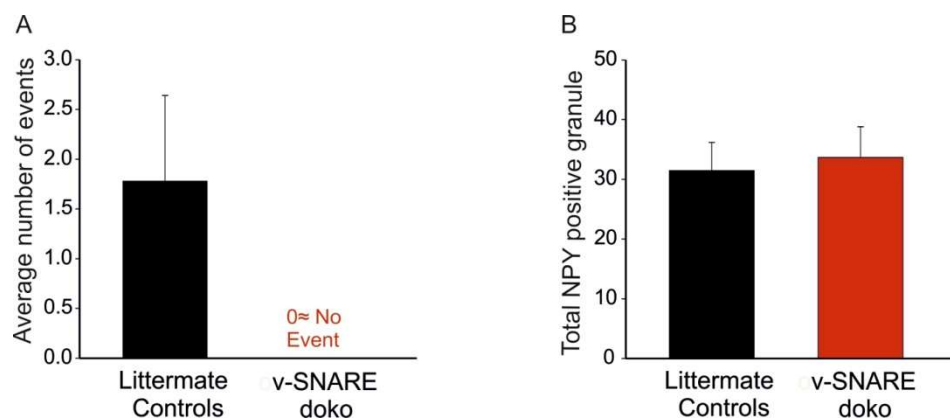 A
B
Average number of events
3.0
2.5
2.0
1.5
1.0
0.5
0.0
0≈ No
Event
Littermate
Controls
v-SNARE
doko
Total NPY positive granule
50
40
30
20
10
0
Littermate
Controls
v-SNARE
doko